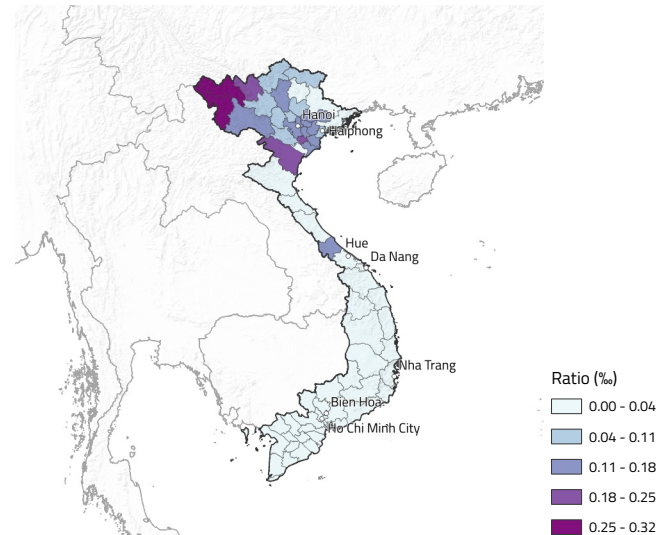 Hanoi
Haiphong
Hue
Da Nang
Nha Trang
Bien Hoa
Ho Chi Minh City
Ratio (‰)
0.00 - 0.04
0.04 - 0.11
0.11 - 0.18
0.18 - 0.25
0.25 - 0.32